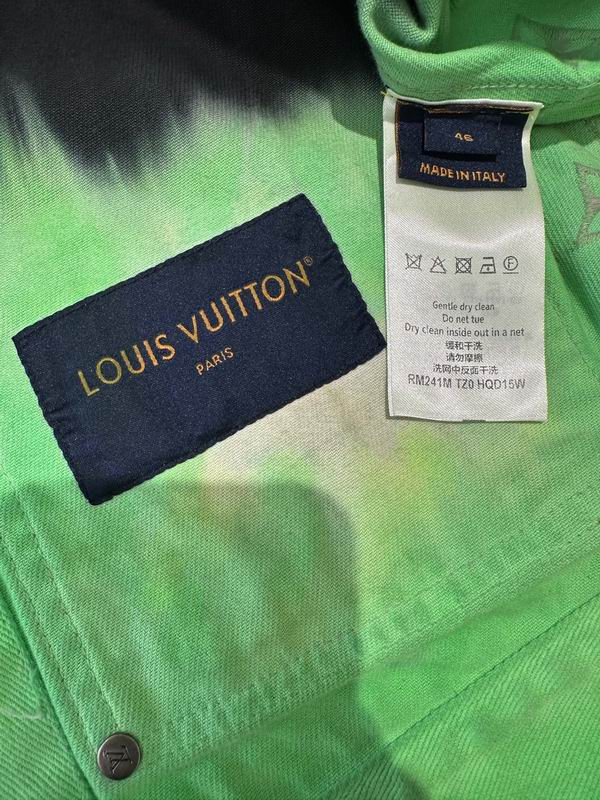 LOUIS VUITTON®
PARIS
46
MADE IN ITALY
Gentle dry clean
Do net tue
Dry clean inside out in a net
缓和干洗
请勿摩擦
洗网中反面干洗
RM241M TZ0 HQD15W